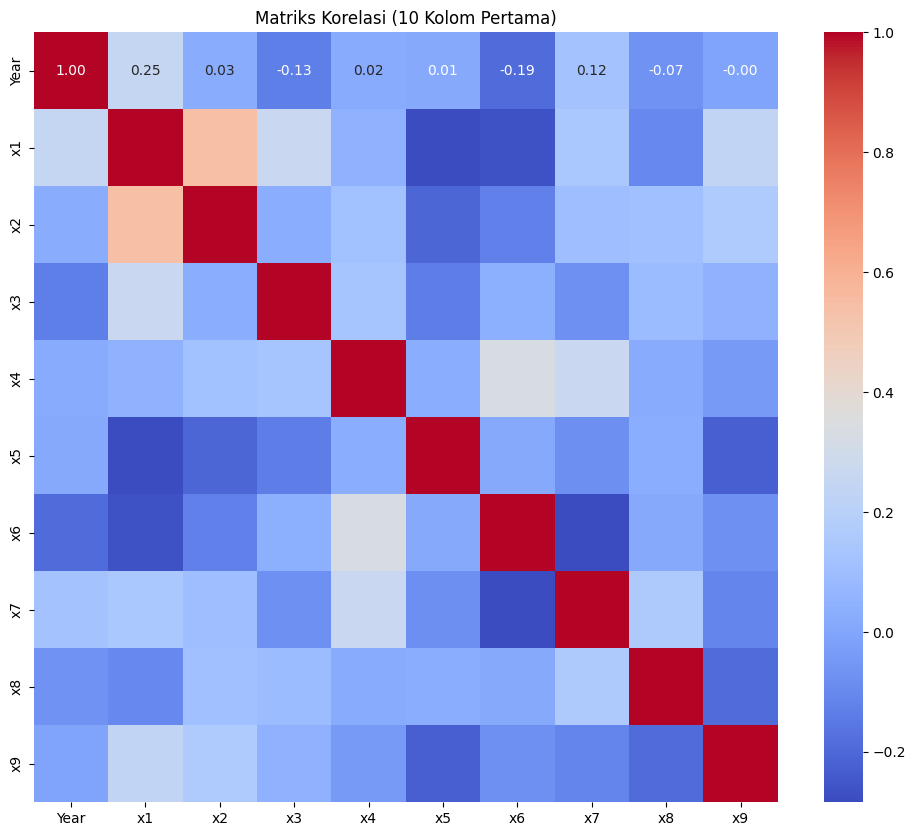 Matriks Korelasi (10 Kolom Pertama)
Year 1.00 0.25 0.03 -0.13 0.02 0.01 -0.19 0.12 -0.07 -0.00
x1
x2
x3
x4
x5
x6
x7
x8
x9
Year x1 x2 x3 x4 x5 x6 x7 x8 x9
1.0
0.8
0.6
0.4
0.2
0.0
−0.2